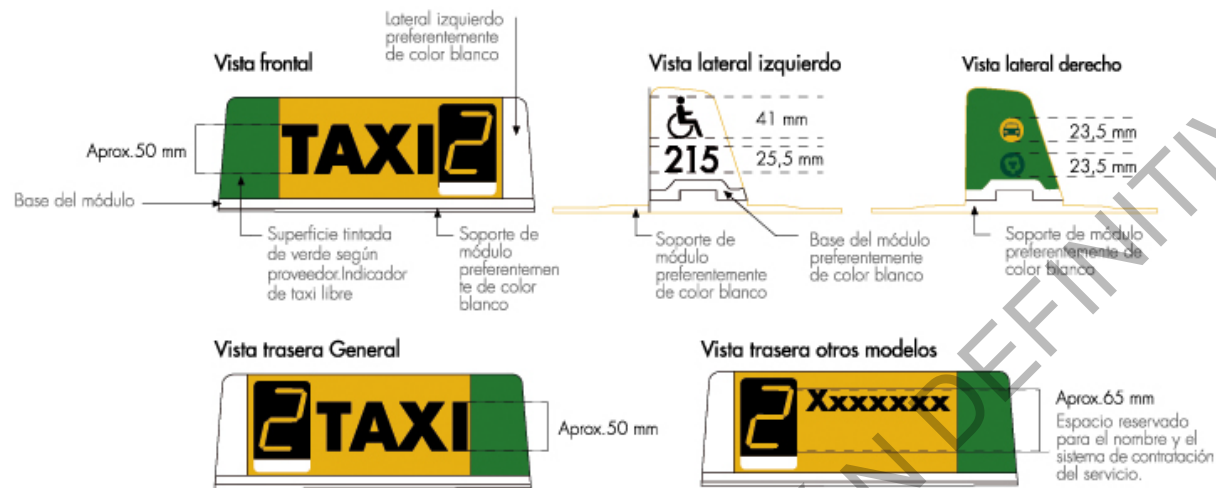 Lateral izquierdo
preferentemente
de color blanco
Vista frontal
TAXI 2
Aprox.50 mm
Base del módulo
Superficie tintada
de verde según
proveedor.Indicador
de taxi libre
Soporte de
módulo
preferentemen
te de color
blanco
Vista lateral izquierdo
41 mm
215
25,5 mm
Soporte de
módulo
preferentemente
de color blanco
Base del módulo
preferentemente
de color blanco
Vista lateral derecho
23,5 mm
23,5 mm
Soporte de módulo
preferentemente de
color blanco
Vista trasera General
2 TAXI
Aprox.50 mm
Vista trasera otros modelos
2 Xxxxxxx
Aprox.65 mm
Espacio reservado
para el nombre y el
sistema de contratación
del servicio.
N DEFINITIV